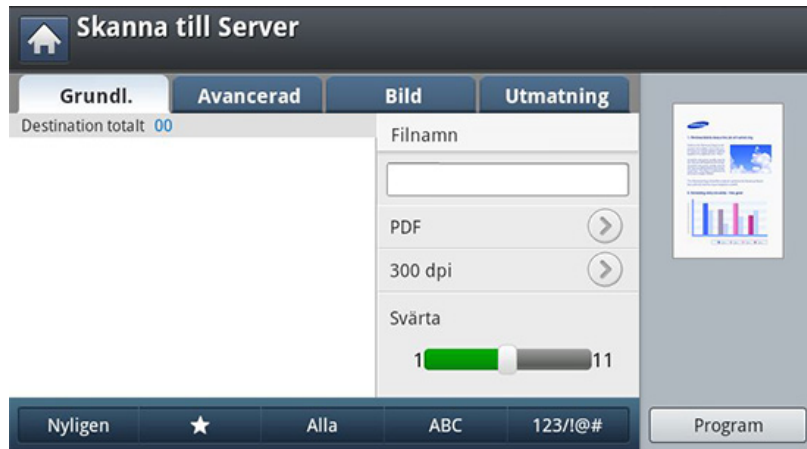 Skanna till Server
Grundl. Avancerad Bild Utmatning
Destination totalt 00
Filnamn
PDF
300 dpi
Svärta
1 11
Nyligen ★ Alla ABC 123/!@#
Program